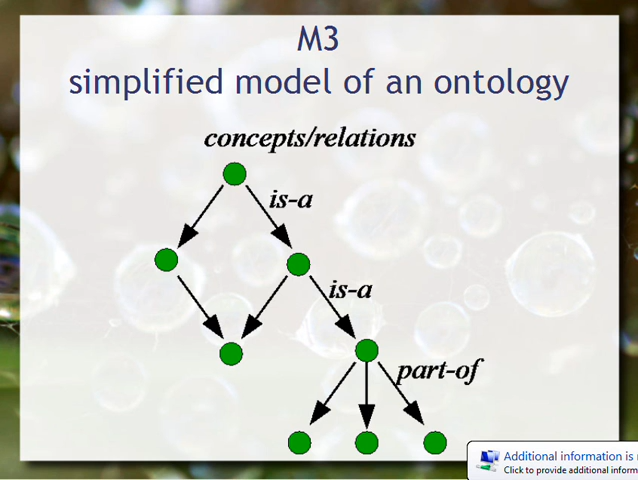 M3
simplified model of an ontology
concepts/relations
is-a
is-a
part-of
Additional information is
Click to provide additional